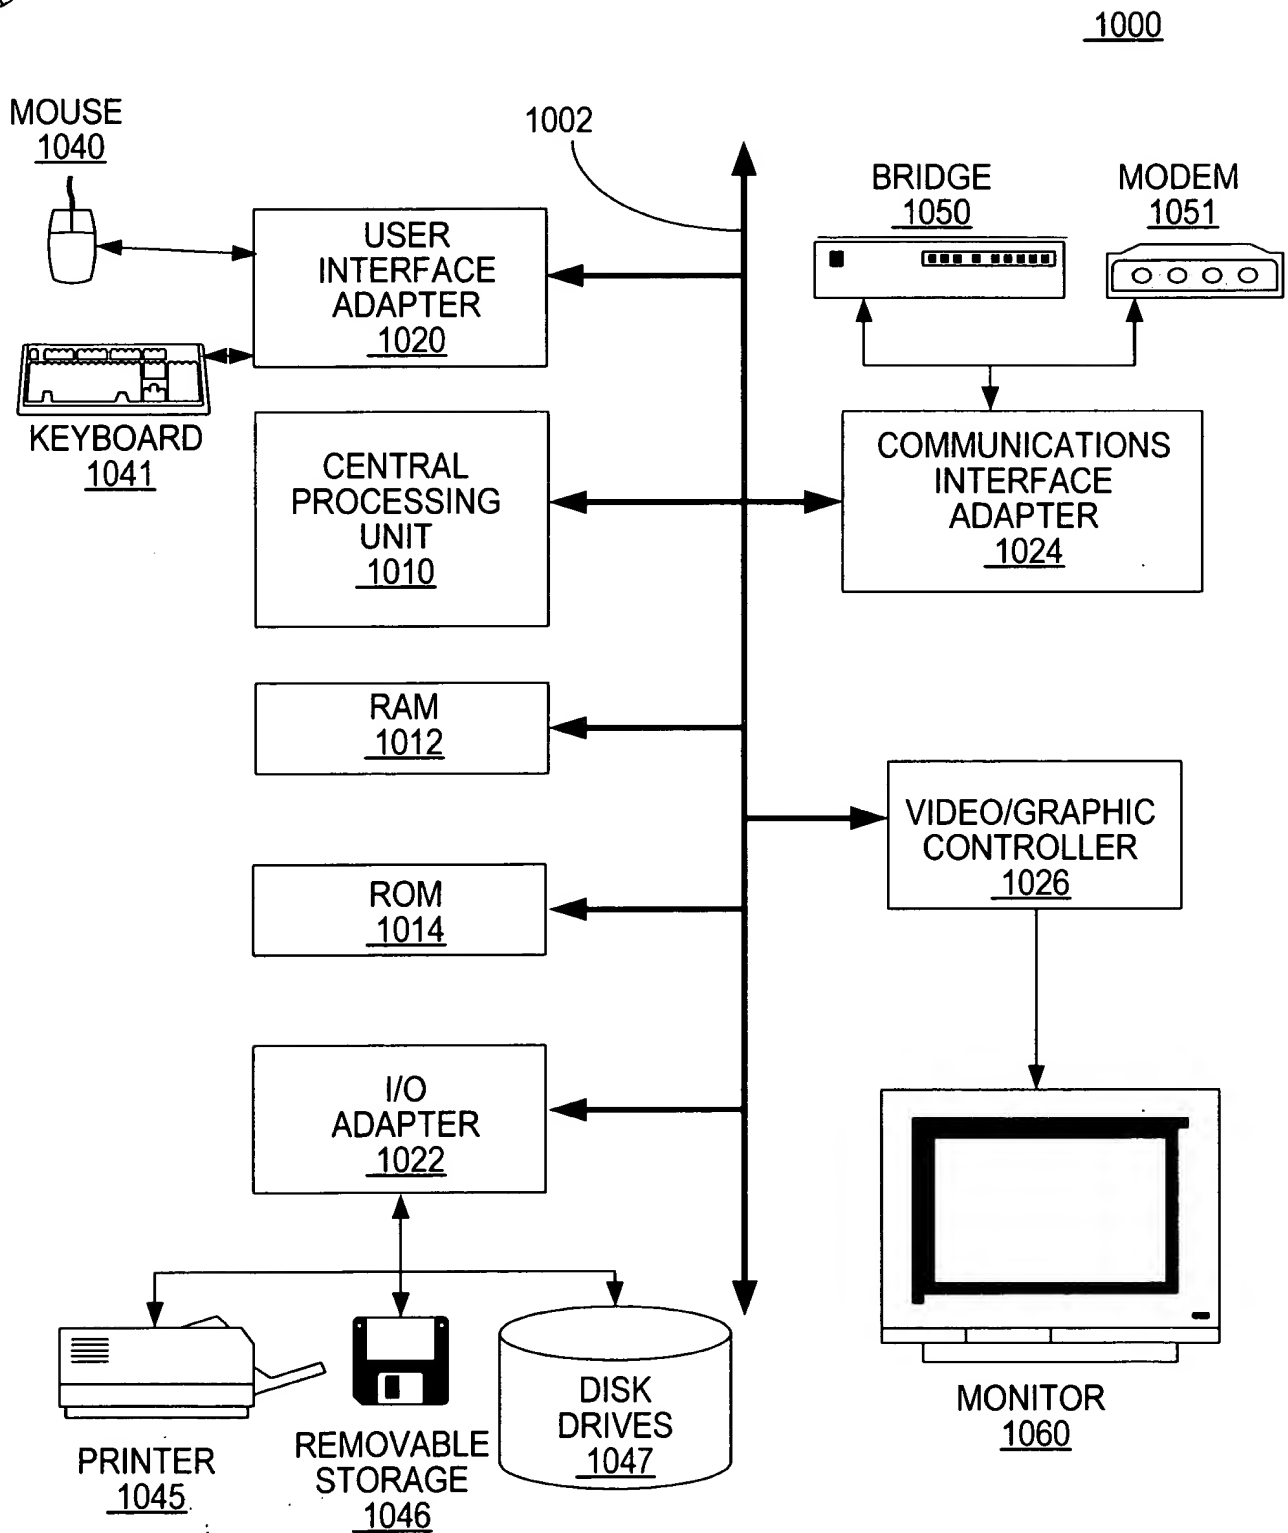 1000
MOUSE
1040
1002
BRIDGE
1050
MODEM
1051
USER
INTERFACE
ADAPTER
1020
KEYBOARD
1041
CENTRAL
PROCESSING
UNIT
1010
COMMUNICATIONS
INTERFACE
ADAPTER
1024
RAM
1012
VIDEO/GRAPHIC
CONTROLLER
1026
ROM
1014
I/O
ADAPTER
1022
PRINTER
1045
REMOVABLE
STORAGE
1046
DISK
DRIVES
1047
MONITOR
1060